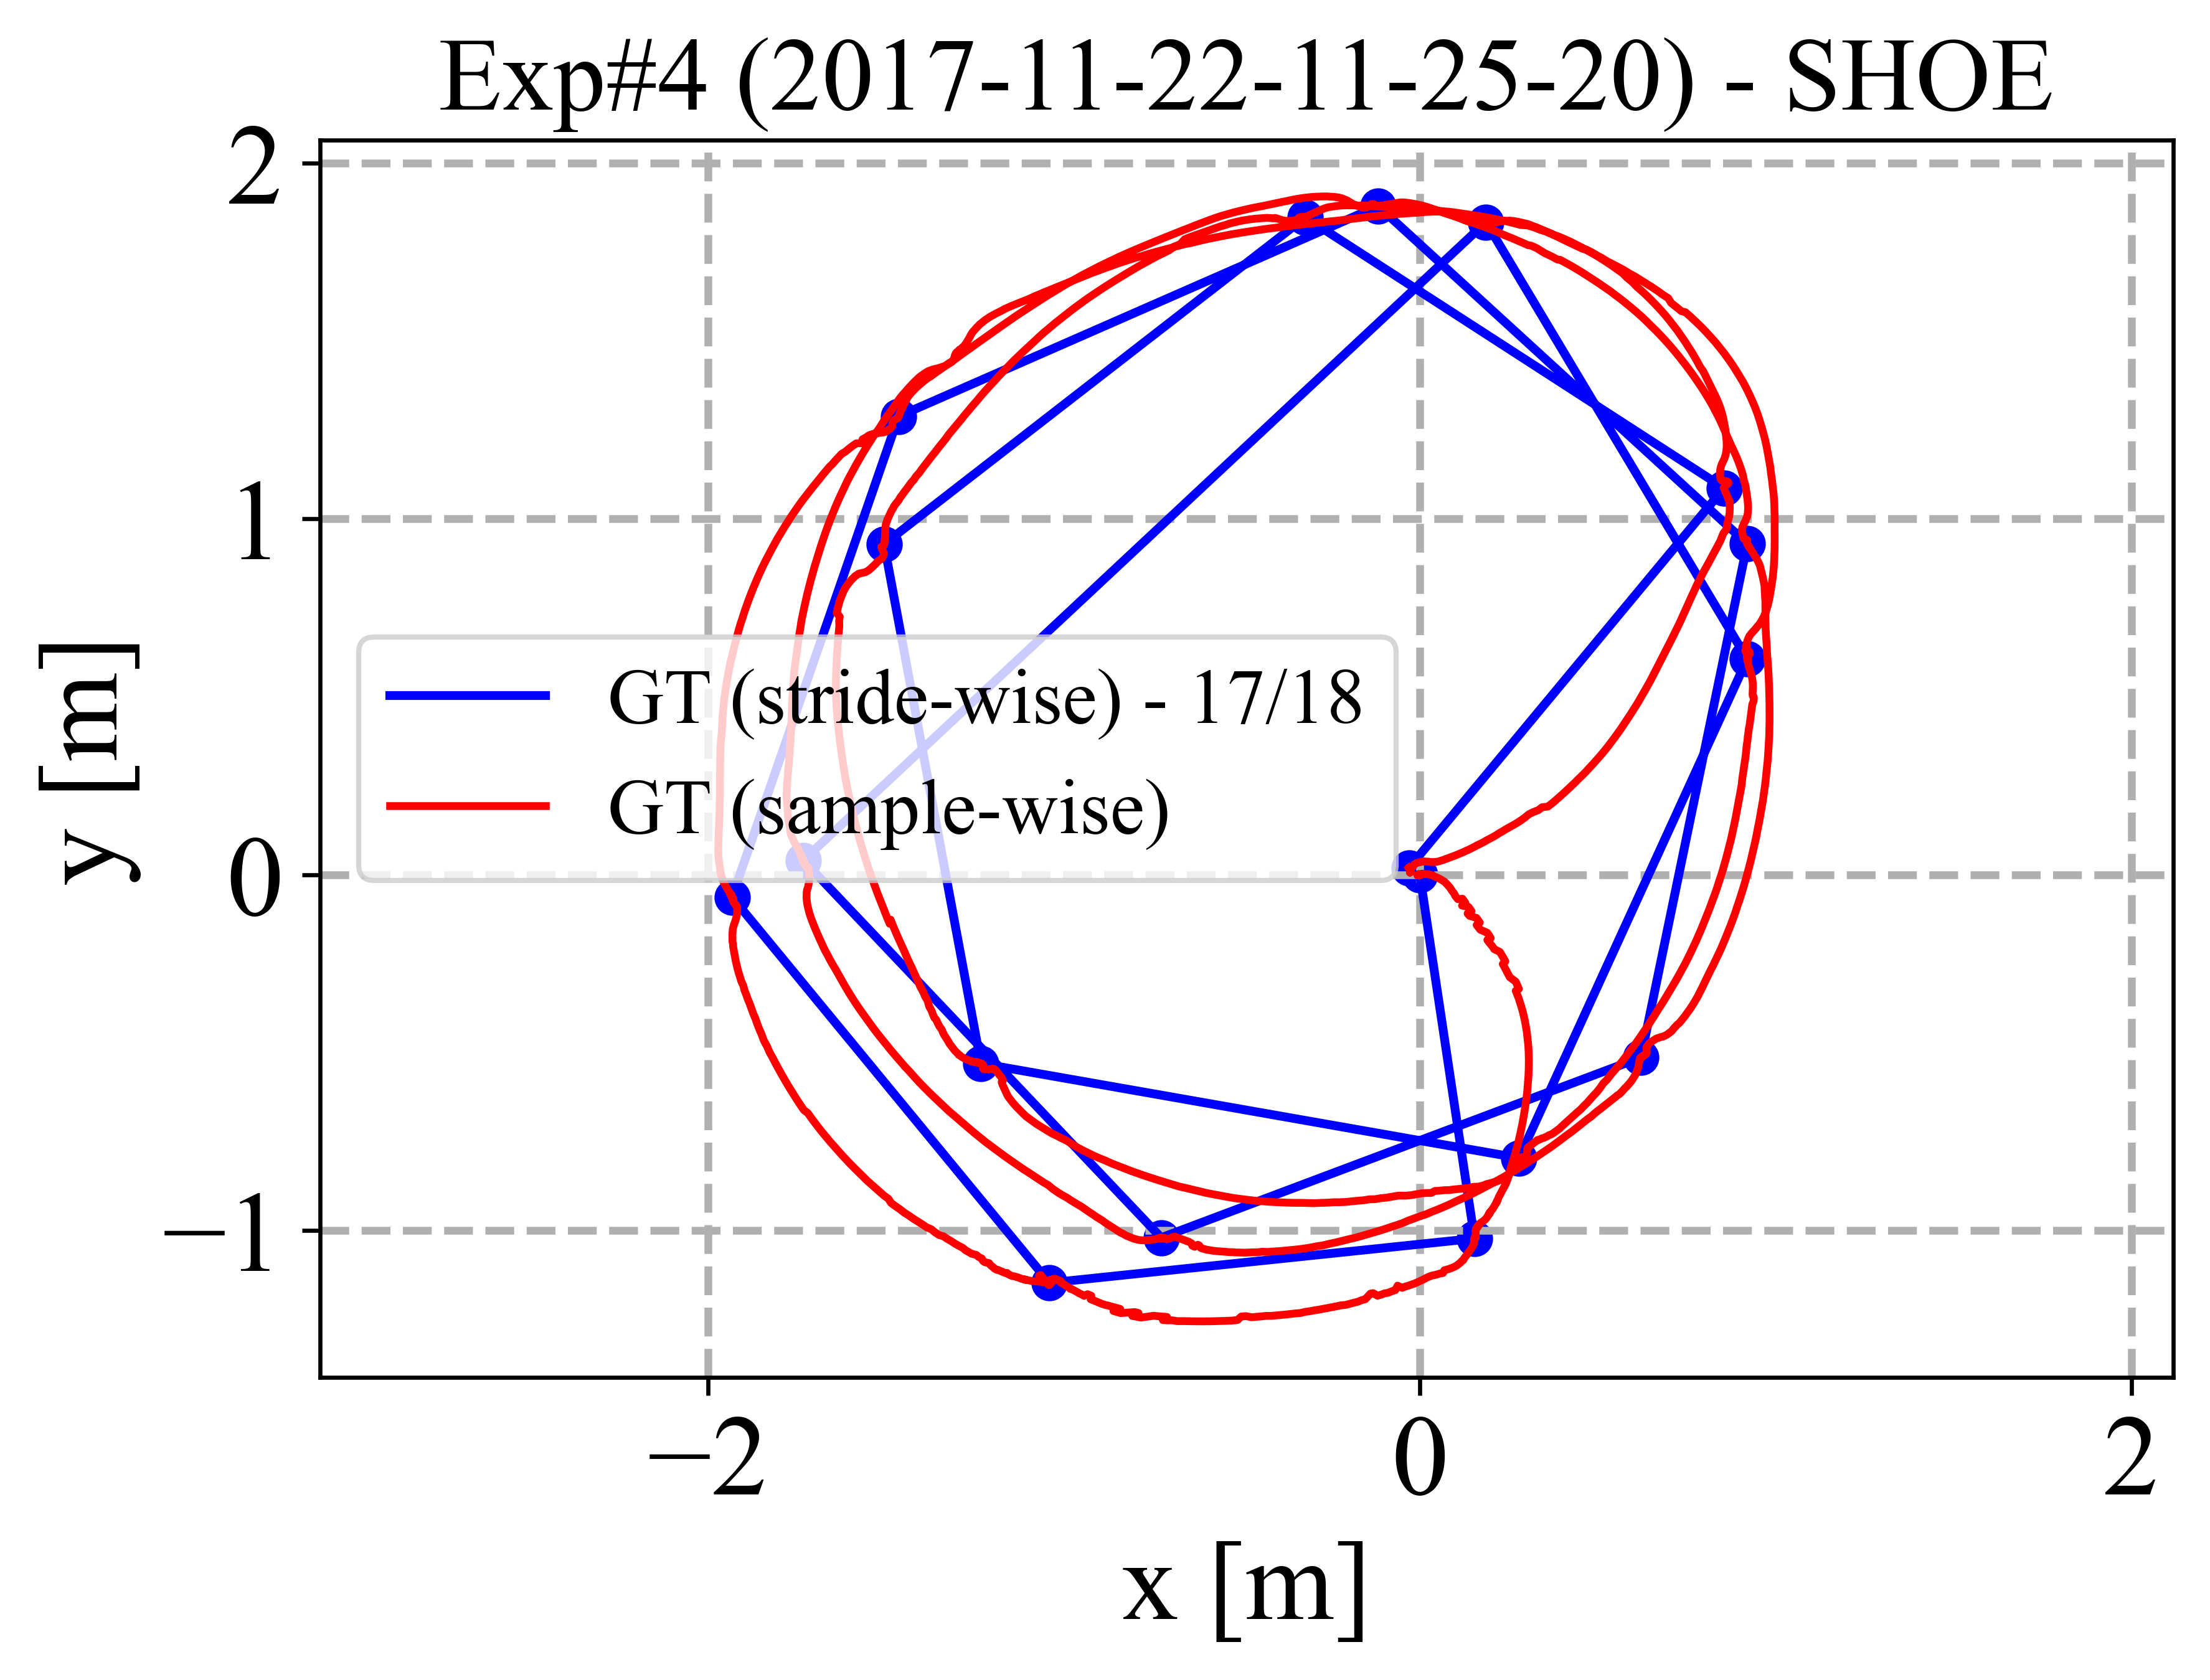 Exp#4 (2017-11-22-11-25-20) - SHOE
2
1
0
−1
y [m]
GT (stride-wise) - 17/18
GT (sample-wise)
−2
0
2
x [m]